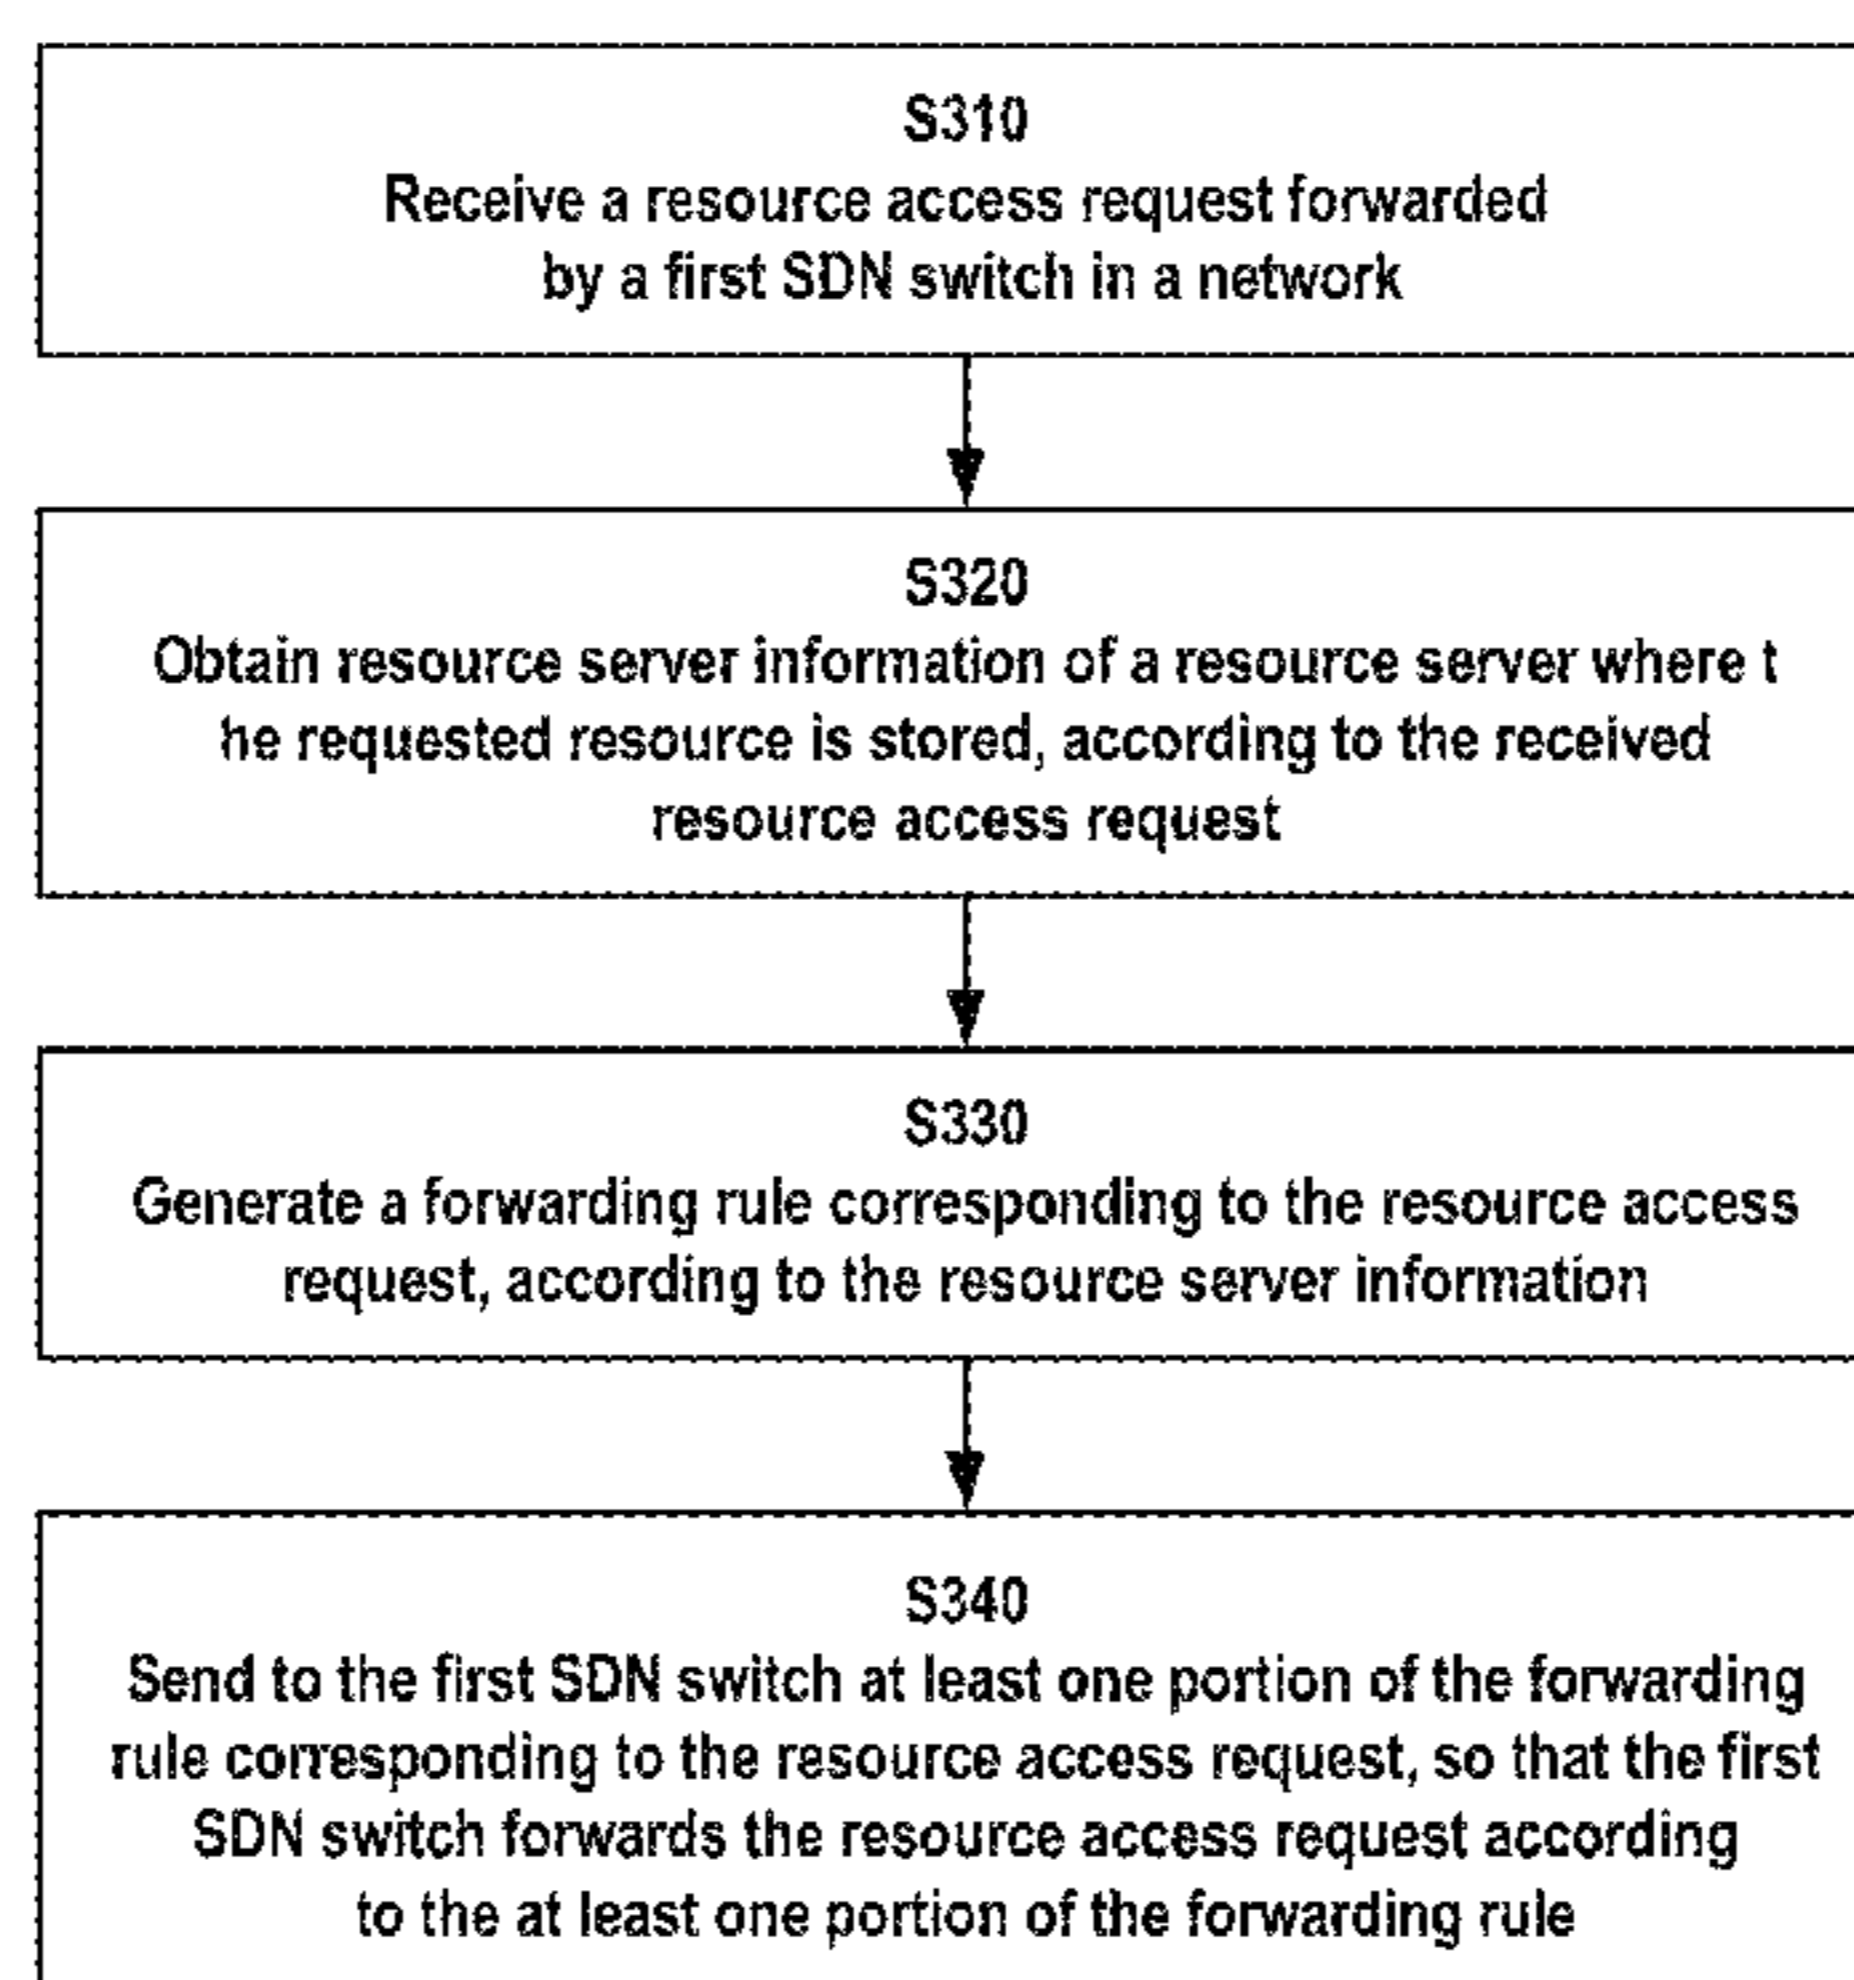 S310
Receive a resource access request forwarded
by a first SDN switch in a network
S320
Obtain resource server information of a resource server where t
he requested resource is stored, according to the received
resource access request
S330
Generate a forwarding rule corresponding to the resource access
request, according to the resource server information
S340
Send to the first SDN switch at least one portion of the forwarding
rule corresponding to the resource access request, so that the first
SDN switch forwards the resource access request according
to the at least one portion of the forwarding rule